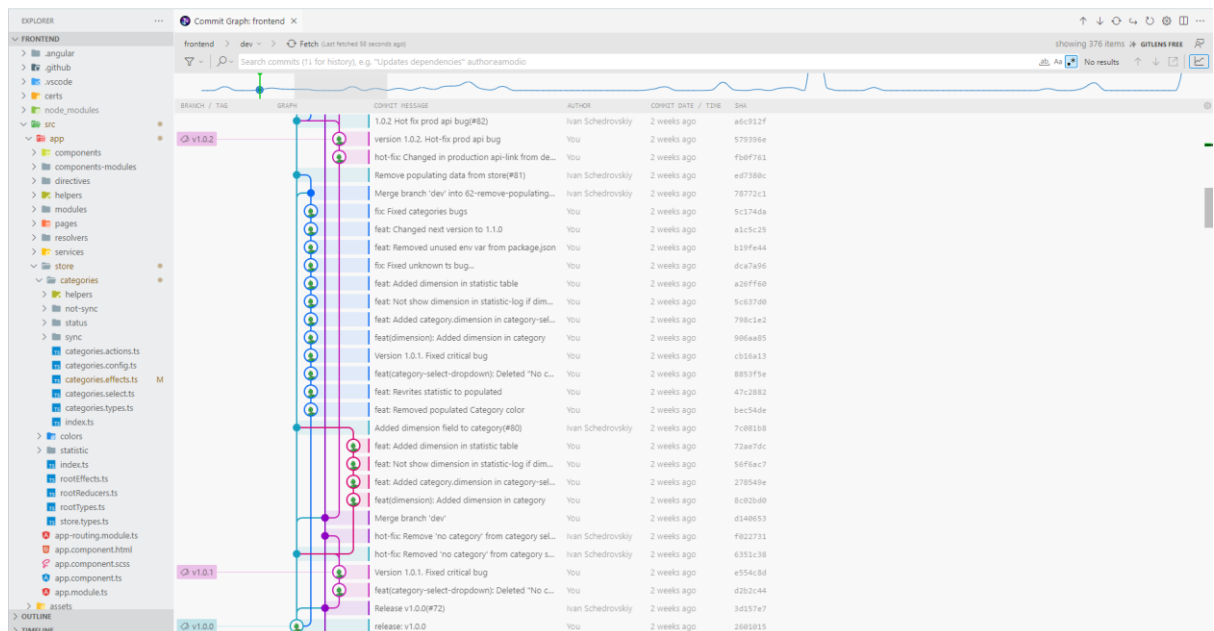 EXPLORER
FRONTEND
.angular
.github
.vscode
certs
node_modules
src
app
components
components-modules
directives
helpers
modules
pages
resolvers
services
store
categories
helpers
not-sync
status
sync
categories.actions.ts
categories.config.ts
categories.effects.ts M
categories.select.ts
categories.types.ts
index.ts
colors
statistic
index.ts
rootEffects.ts
rootReducers.ts
rootTypes.ts
store.types.ts
app-routing.module.ts
app.component.html
app.component.scss
app.component.ts
app.module.ts
assets
OUTLINE
TIMELINE
Commit Graph: frontend
frontend > dev > Fetch (Last fetched 58 seconds ago) showing 376 items GITLENS FREE
Search commits (↑↓ for history), e.g. "Updates dependencies" author:eamodio ab Aa .* No results
BRANCH / TAG GRAPH COMMIT MESSAGE AUTHOR COMMIT DATE / TIME SHA
1.0.2 Hot fix prod api bug(#82) Ivan Schedrovskiy 2 weeks ago a6c912f
v1.0.2 version 1.0.2. Hot-fix prod api bug You 2 weeks ago 579396e
hot-fix: Changed in production api-link from de... You 2 weeks ago fb0f761
Remove populating data from store(#81) Ivan Schedrovskiy 2 weeks ago ed7380c
Merge branch 'dev' into 62-remove-populating... Ivan Schedrovskiy 2 weeks ago 78772c1
fix: Fixed categories bugs You 2 weeks ago 5c174da
feat: Changed next version to 1.1.0 You 2 weeks ago a1c5c25
feat: Removed unused env var from package.json You 2 weeks ago b19fe44
fix: Fixed unknown ts bug... You 2 weeks ago dca7a96
feat: Added dimension in statistic table You 2 weeks ago a26ff60
feat: Not show dimension in statistic-log if dim... You 2 weeks ago 5c637d0
feat: Added category.dimension in category-sel... You 2 weeks ago 798c1e2
feat(dimension): Added dimension in category You 2 weeks ago 906aa85
Version 1.0.1. Fixed critical bug You 2 weeks ago cb16a13
feat(category-select-dropdown): Deleted "No c... You 2 weeks ago 8853f5e
feat: Revrites statistic to populated You 2 weeks ago 47c2882
feat: Removed populated Category color You 2 weeks ago bec54de
Added dimension field to category(#80) Ivan Schedrovskiy 2 weeks ago 7c081b8
feat: Added dimension in statistic table You 2 weeks ago 72ae7dc
feat: Not show dimension in statistic-log if dim... You 2 weeks ago 56f6ac7
feat: Added category.dimension in category-sel... You 2 weeks ago 278549e
feat(dimension): Added dimension in category You 2 weeks ago 8c02bd0
Merge branch 'dev' You 2 weeks ago d140653
hot-fix: Remove 'no category' from category sel... Ivan Schedrovskiy 2 weeks ago f022731
hot-fix: Removed 'no category' from category s... Ivan Schedrovskiy 2 weeks ago 6351c38
v1.0.1 Version 1.0.1. Fixed critical bug You 2 weeks ago e554c8d
feat(category-select-dropdown): Deleted "No c... You 2 weeks ago d2b2c44
Release v1.0.0(#72) Ivan Schedrovskiy 2 weeks ago 3d157e7
v1.0.0 release: v1.0.0 You 2 weeks ago 2601015